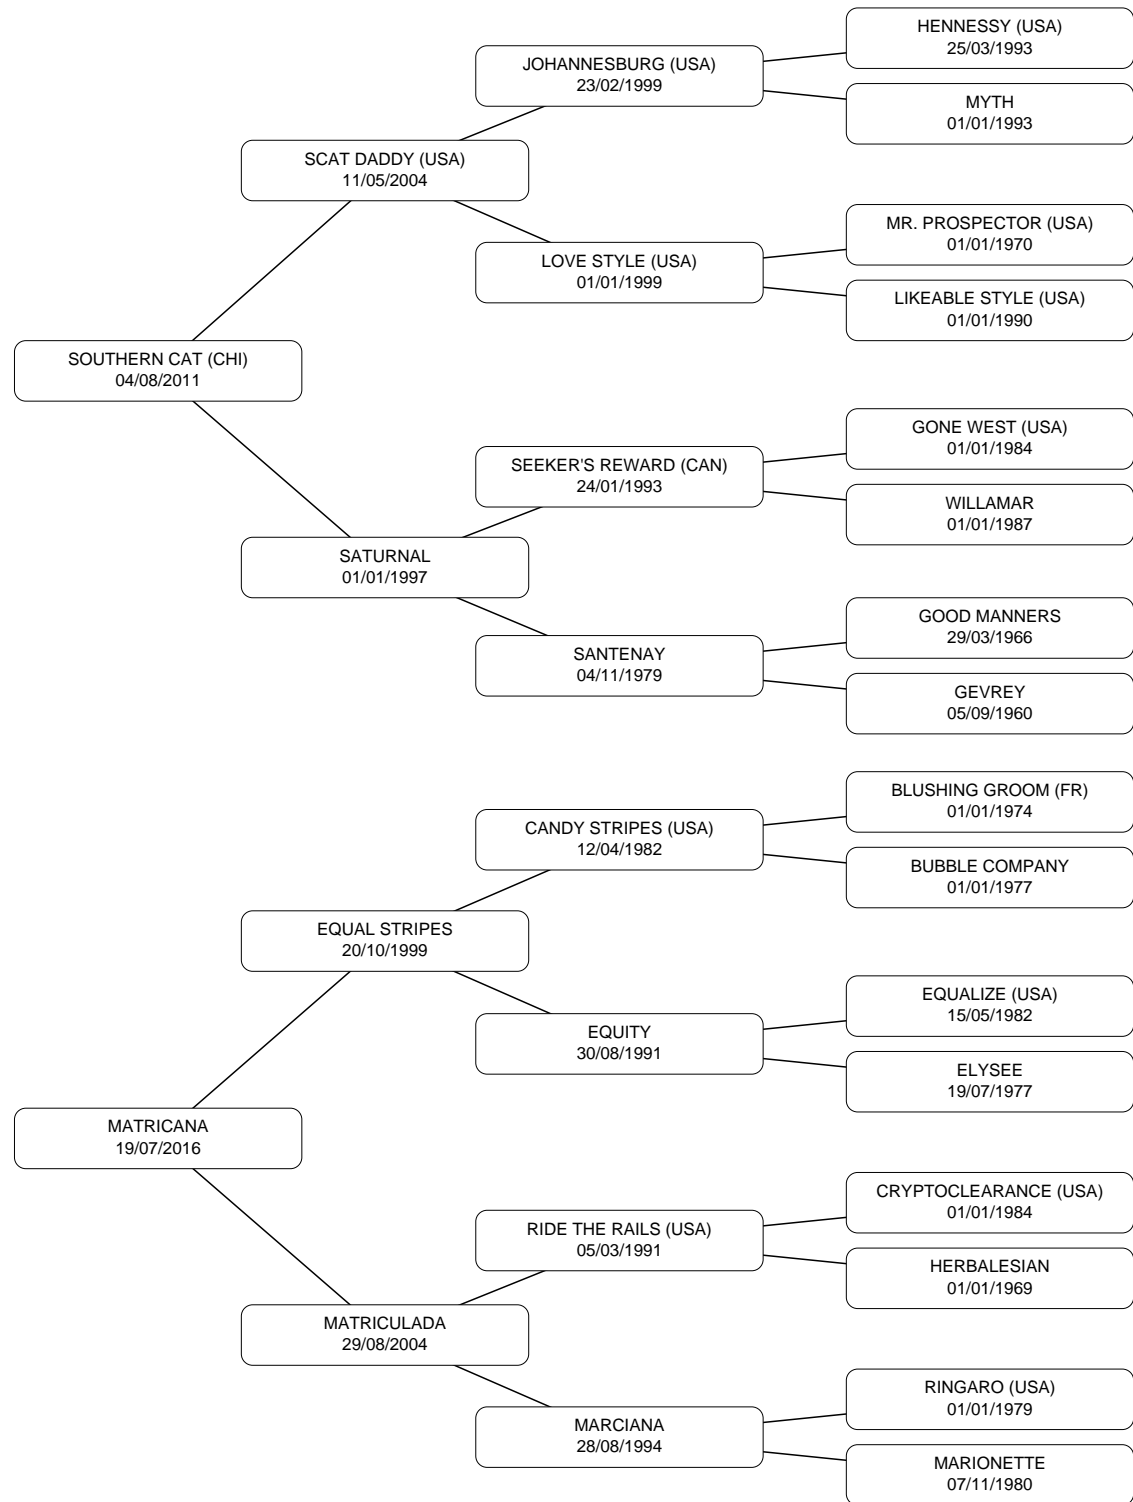 HENNESSY (USA)
25/03/1993
JOHANNESBURG (USA)
23/02/1999
MYTH
01/01/1993
SCAT DADDY (USA)
11/05/2004
MR. PROSPECTOR (USA)
01/01/1970
LOVE STYLE (USA)
01/01/1999
LIKEABLE STYLE (USA)
01/01/1990
SOUTHERN CAT (CHI)
04/08/2011
GONE WEST (USA)
01/01/1984
SEEKER'S REWARD (CAN)
24/01/1993
WILLAMAR
01/01/1987
SATURNAL
01/01/1997
GOOD MANNERS
29/03/1966
SANTENAY
04/11/1979
GEVREY
05/09/1960
BLUSHING GROOM (FR)
01/01/1974
CANDY STRIPES (USA)
12/04/1982
BUBBLE COMPANY
01/01/1977
EQUAL STRIPES
20/10/1999
EQUALIZE (USA)
15/05/1982
EQUITY
30/08/1991
ELYSEE
19/07/1977
MATRICANA
19/07/2016
CRYPTOCLEARANCE (USA)
01/01/1984
RIDE THE RAILS (USA)
05/03/1991
HERBALESIAN
01/01/1969
MATRICULADA
29/08/2004
RINGARO (USA)
01/01/1979
MARCIANA
28/08/1994
MARIONETTE
07/11/1980